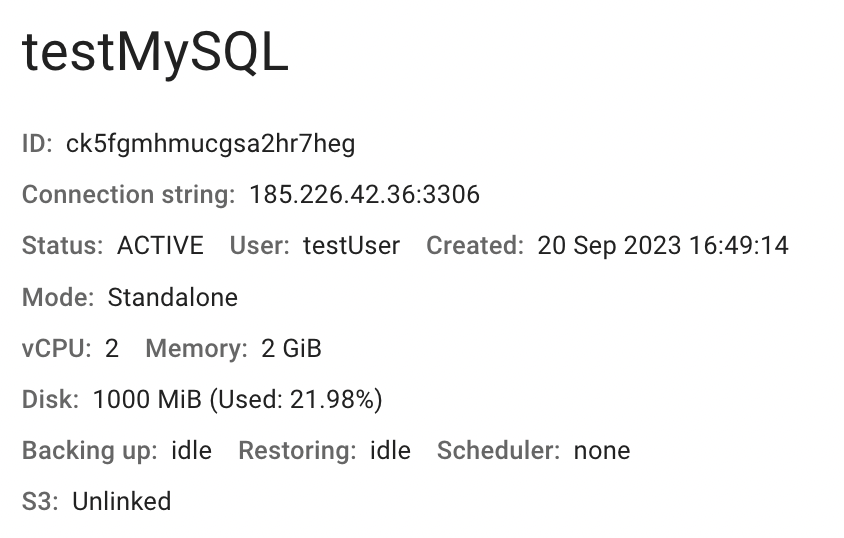 testMySQL
ID: ck5fgmhmucgsa2hr7heg
Connection string: 185.226.42.36:3306
Status: ACTIVE User: testUser Created: 20 Sep 2023 16:49:14
Mode: Standalone
vCPU: 2 Memory: 2 GiB
Disk: 1000 MiB (Used: 21.98%)
Backing up: idle Restoring: idle Scheduler: none
S3: Unlinked